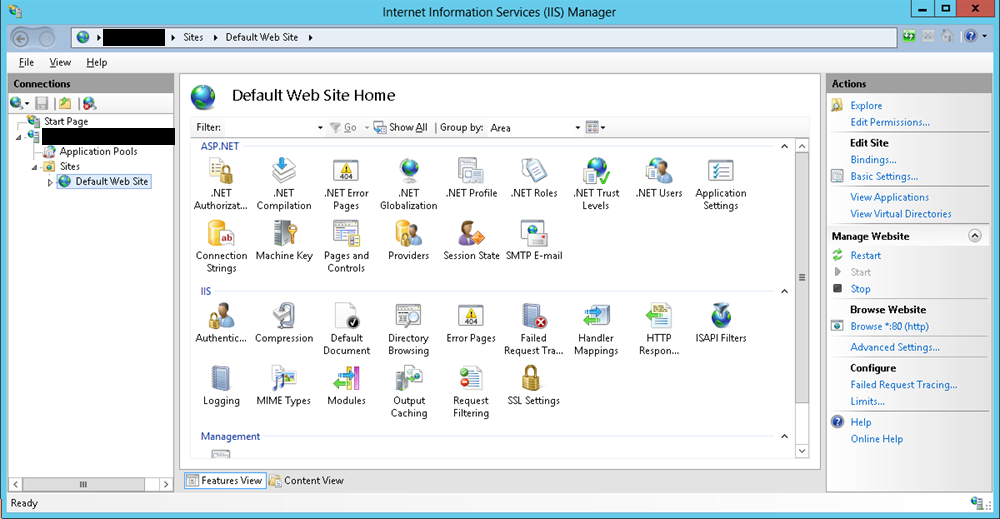 Internet Information Services (IIS) Manager
Sites
Default Web Site
File View Help
Connections
Start Page
Application Pools
Sites
Default Web Site
Default Web Site Home
Filter: Go Show All Group by: Area
ASP.NET
.NET Authorizat... .NET Compilation .NET Error Pages .NET Globalization .NET Profile .NET Roles .NET Trust Levels .NET Users Application Settings
Connection Strings Machine Key Pages and Controls Providers Session State SMTP E-mail
IIS
Authentic... Compression Default Document Directory Browsing Error Pages Failed Request Tra... Handler Mappings HTTP Respon... ISAPI Filters
Logging MIME Types Modules Output Caching Request Filtering SSL Settings
Management
Features View Content View
Actions
Explore
Edit Permissions...
Edit Site
Bindings...
Basic Settings...
View Applications
View Virtual Directories
Manage Website
Restart
Start
Stop
Browse Website
Browse *:80 (http)
Advanced Settings...
Configure
Failed Request Tracing...
Limits...
Help
Online Help
Ready